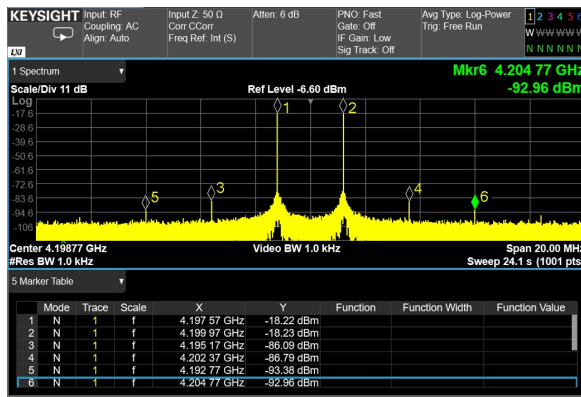 KEYSIGHT Input: RF Input Z: 50 Ω Atten: 6 dB PNO: Fast Avg Type: Log-Power 1 2 3 4 5 6
Coupling: AC Corr CCorr Gate: Off Trig: Free Run
Align: Auto Freq Ref: Int (S) IF Gain: Low W W W W W W
LXI Sig Track: Off N N N N N N
1 Spectrum Mkr6 4.204 77 GHz
Scale/Div 11 dB Ref Level -6.60 dBm -92.96 dBm
Log
-17.6
-28.6
-39.6
-50.6
-61.6
-72.6
-83.6
-94.6
-106
1
2
3
4
5
6
Center 4.19877 GHz Video BW 1.0 kHz Span 20.00 MHz
#Res BW 1.0 kHz Sweep 24.1 s (1001 pts
5 Marker Table
Mode Trace Scale X Y Function Function Width Function Value
1 N 1 f 4.197 57 GHz -18.22 dBm
2 N 1 f 4.199 97 GHz -18.23 dBm
3 N 1 f 4.195 17 GHz -86.09 dBm
4 N 1 f 4.202 37 GHz -86.79 dBm
5 N 1 f 4.192 77 GHz -93.38 dBm
6 N 1 f 4.204 77 GHz -92.96 dBm